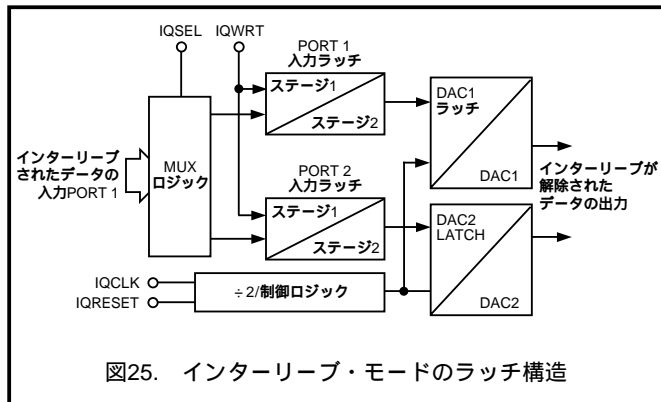 IQSEL
IQWRT
PORT 1
入力ラッチ
ステージ1
ステージ2
DAC1
ラッチ
DAC1
インターリーブ
されたデータの
入力PORT 1
MUX
ロジック
インターリーブが
解除された
データの出力
PORT 2
入力ラッチ
ステージ1
ステージ2
DAC2
LATCH
DAC2
IQCLK
IQRESET
÷2/制御ロジック
図25. インターリーブ・モードのラッチ構造